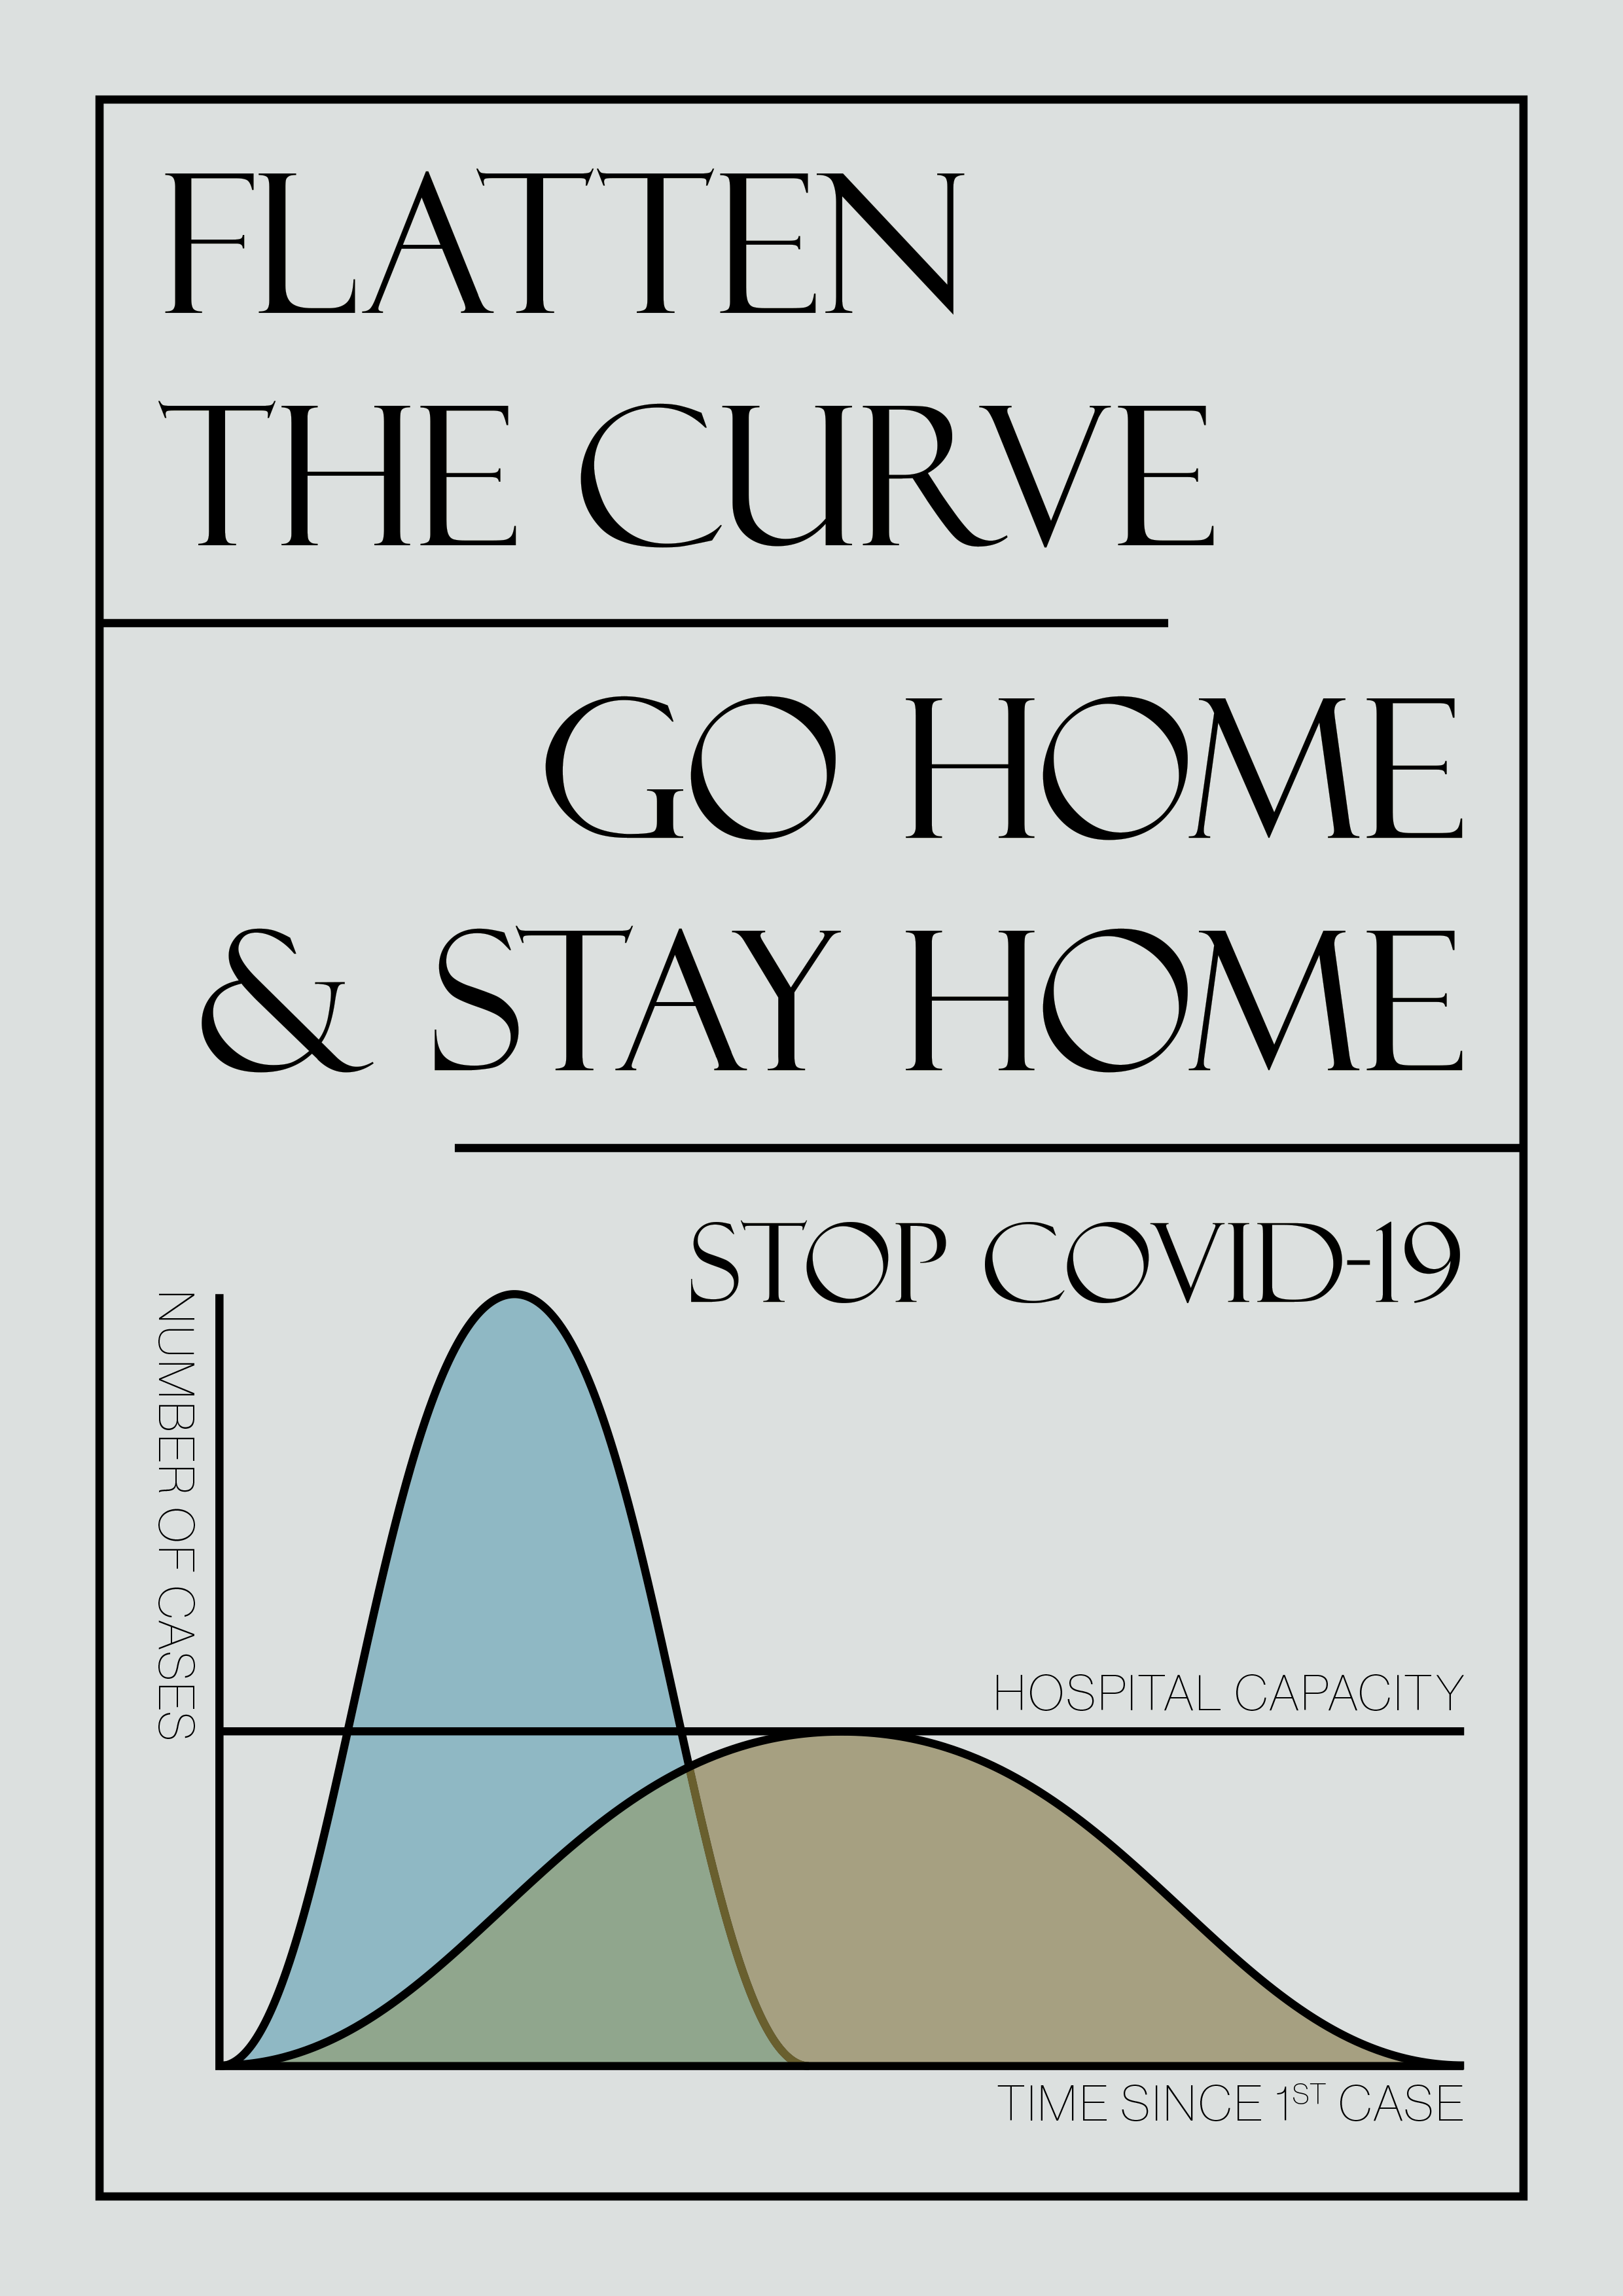 FLATTEN
THE CURVE
GO HOME
& STAY HOME
STOP COVID-19
NUMBER OF CASES
HOSPITAL CAPACITY
TIME SINCE 1ST CASE